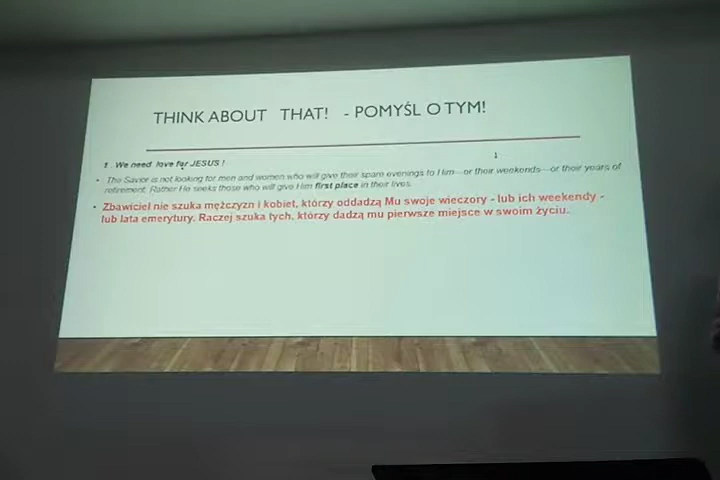 THINK ABOUT THAT! - POMYŚL O TYM!
1
1 We need love for JESUS !
• The Savior is not looking for men and women who will give their spare evenings to Him—or their weekends—or their years of
retirement. Rather He seeks those who will give Him first place in their lives.
• Zbawiciel nie szuka mężczyzn i kobiet, którzy oddadzą Mu swoje wieczory - lub ich weekendy -
lub lata emerytury. Raczej szuka tych, którzy dadzą mu pierwsze miejsce w swoim życiu.